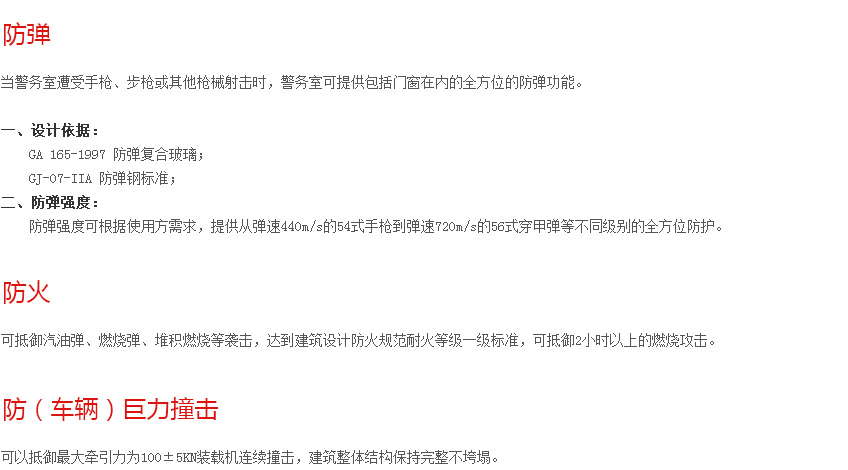 防弹
当警务室遭受手枪、步枪或其他枪械射击时，警务室可提供包括门窗在内的全方位的防弹功能。
一、设计依据：
GA 165-1997 防弹复合玻璃；
GJ-07-IIA 防弹钢标准；
二、防弹强度：
防弹强度可根据使用方需求，提供从弹速440m/s的54式手枪到弹速720m/s的56式穿甲弹等不同级别的全方位防护。
防火
可抵御汽油弹、燃烧弹、堆积燃烧等袭击，达到建筑设计防火规范耐火等级一级标准，可抵御2小时以上的燃烧攻击。
防（车辆）巨力撞击
可以抵御最大牵引力为100±5KN装载机连续撞击，建筑整体结构保持完整不垮塌。